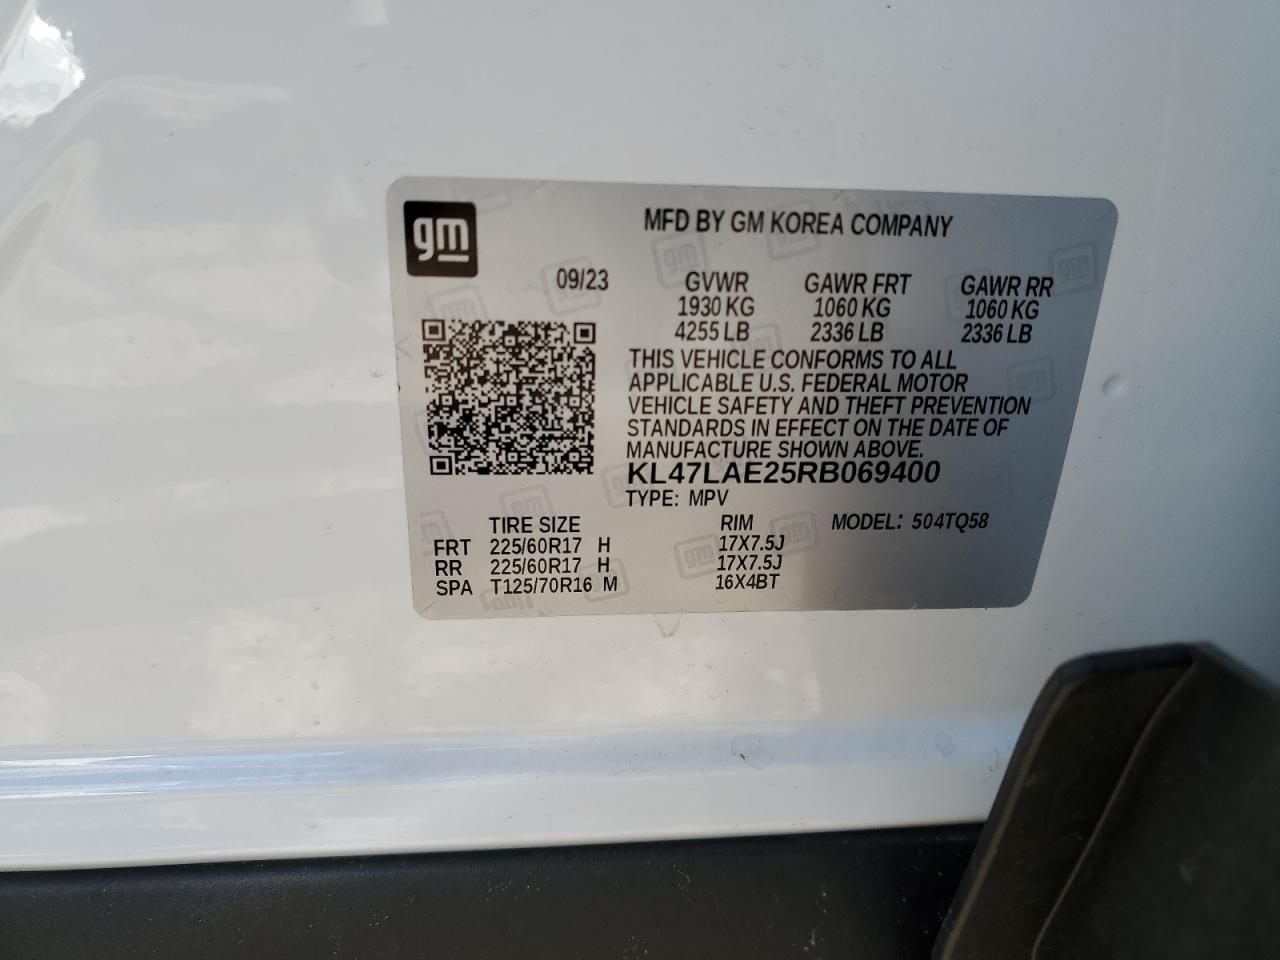 gm
MFD BY GM KOREA COMPANY
09/23 GVWR GAWR FRT GAWR RR
1930 KG 1060 KG 1060 KG
4255 LB 2336 LB 2336 LB
THIS VEHICLE CONFORMS TO ALL
APPLICABLE U.S. FEDERAL MOTOR
VEHICLE SAFETY AND THEFT PREVENTION
STANDARDS IN EFFECT ON THE DATE OF
MANUFACTURE SHOWN ABOVE.
KL47LAE25RB069400
TYPE: MPV
TIRE SIZE RIM MODEL: 504TQ58
FRT 225/60R17 H 17X7.5J
RR 225/60R17 H 17X7.5J
SPA T125/70R16 M 16X4BT